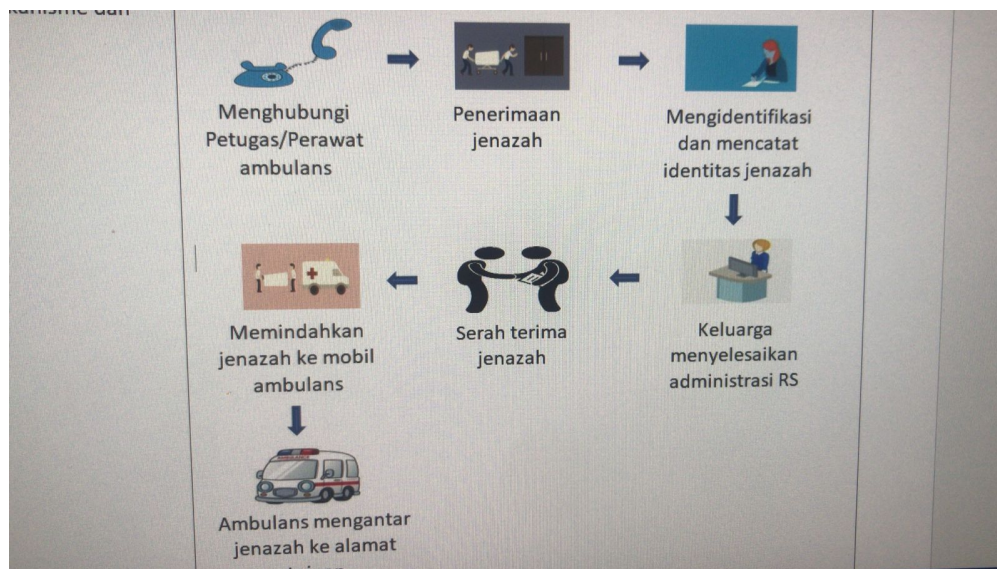 dan
Menghubungi
Petugas/Perawat
ambulans
Penerimaan
jenazah
Mengidentifikasi
dan mencatat
identitas jenazah
Keluarga
menyelesaikan
administrasi RS
Serah terima
jenazah
Memindahkan
jenazah ke mobil
ambulans
Ambulans mengantar
jenazah ke alamat